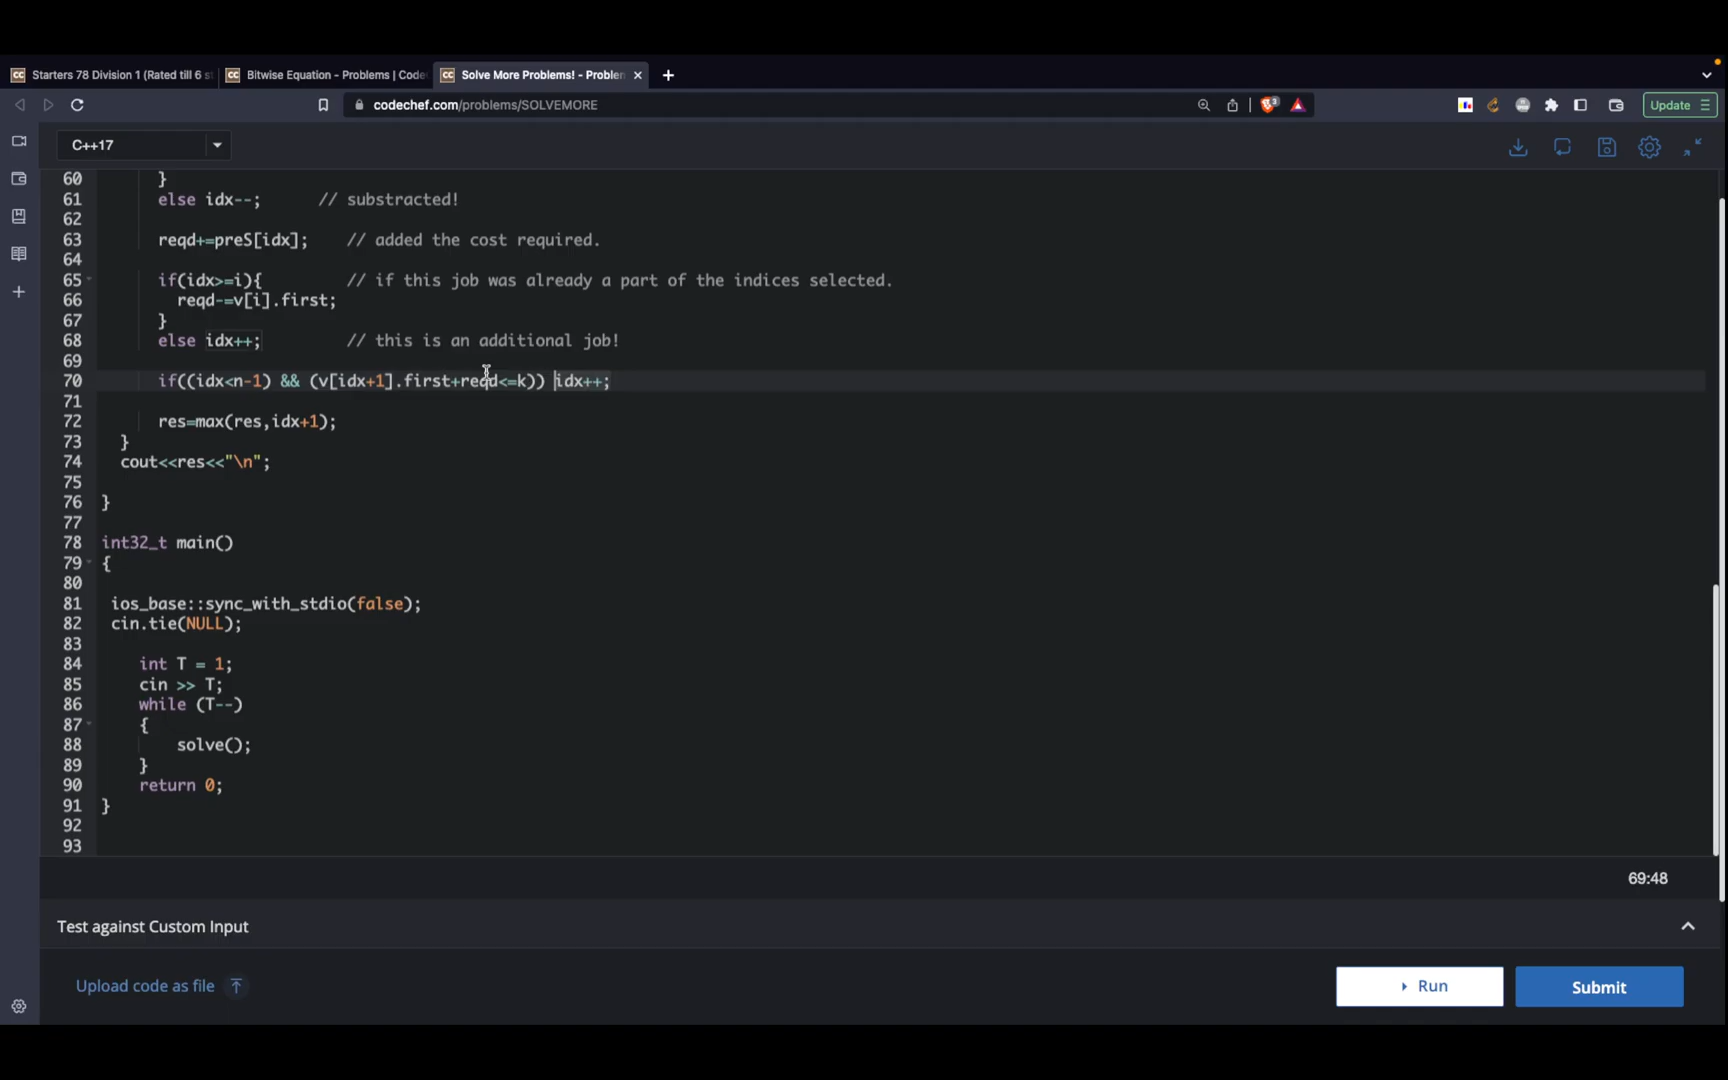 Starters 78 Division 1 (Rated till 6 s
Bitwise Equation - Problems | Code
Solve More Problems! - Problem
codechef.com/problems/SOLVEMORE
Update
C++17
60 }
61 else idx--; // substracted!
62
63 reqd+=preS[idx]; // added the cost required.
64
65 if(idx>=i){ // if this job was already a part of the indices selected.
66 reqd-=v[i].first;
67 }
68 else idx++; // this is an additional job!
69
70 if((idx<n-1) && (v[idx+1].first+reqd<=k)) idx++;
71
72 res=max(res,idx+1);
73 }
74 cout<<res<<"\n";
75
76 }
77
78 int32_t main()
79 {
80
81 ios_base::sync_with_stdio(false);
82 cin.tie(NULL);
83
84 int T = 1;
85 cin >> T;
86 while (T--)
87 {
88 solve();
89 }
90 return 0;
91 }
92
93
69:48
Test against Custom Input
Upload code as file
Run
Submit